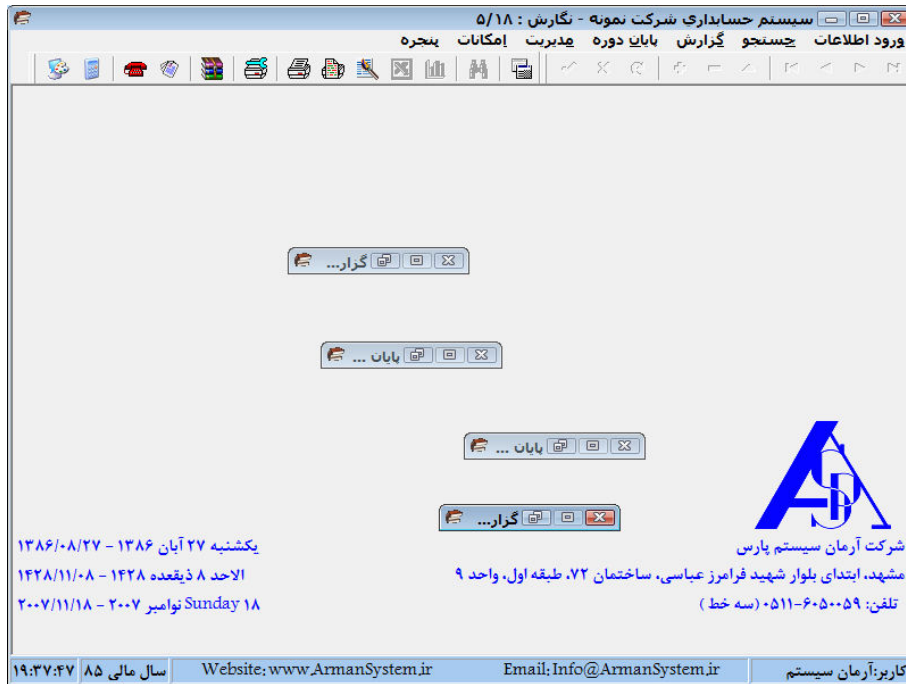 سیستم حسابداری شرکت نمونه - نگارش : ۵/۱۸
ورود اطلاعات جستجو گزارش پایان دوره مدیریت امکانات پنجره
گزار...
پایان ...
پایان ...
گزار...
شرکت آرمان سیستم پارس
مشهد، ابتدای بلوار شهید فرامرز عباسی، ساختمان ۷۲، طبقه اول، واحد ۹
تلفن: ۶۰۵۰۰۵۹-۰۵۱۱ (سه خط)
یکشنبه ۲۷ آبان ۱۳۸۶ - ۱۳۸۶/۰۸/۲۷
الاحد ۸ ذیقعده ۱۴۲۸ - ۱۴۲۸/۱۱/۰۸
Sunday ۱۸ نوامبر ۲۰۰۷ - ۲۰۰۷/۱۱/۱۸
کاربر:آرمان سیستم Email:Info@ArmanSystem.ir Website:www.ArmanSystem.ir سال مالی ۸۵ ۱۹:۳۷:۴۷